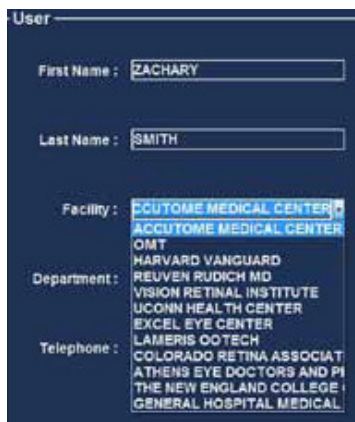 User
First Name : ZACHARY
Last Name : SMITH
Facility : CCUTOME MEDICAL CENTER
ACCUTOME MEDICAL CENTER
OMT
HARVARD VANGUARD
REUVEN RUDICH MD
Department :
VISION RETINAL INSTITUTE
UCONN HEALTH CENTER
EXCEL EYE CENTER
Telephone :
LAMERIS OOTECH
COLORADO RETINA ASSOCIAT
ATHENS EYE DOCTORS AND PH
THE NEW ENGLAND COLLEGE
GENERAL HOSPITAL MEDICAL